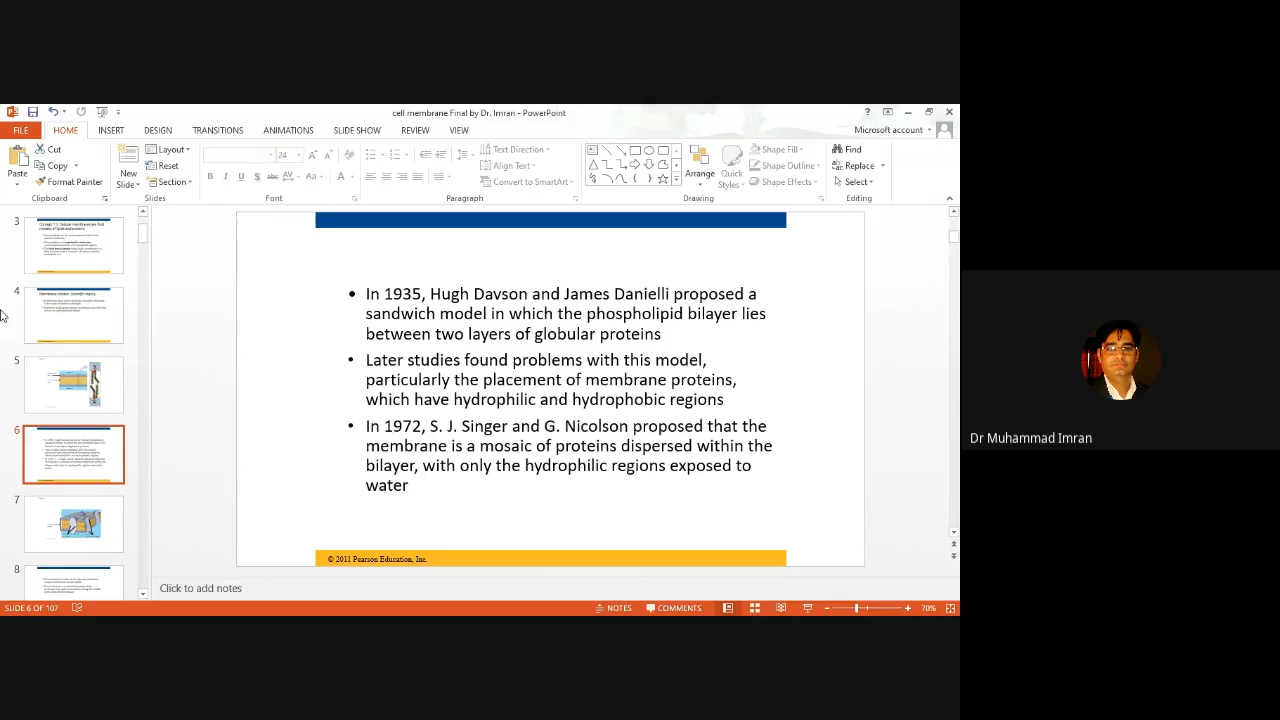 cell membrane Final by Dr. Imran - PowerPoint
FILE HOME INSERT DESIGN TRANSITIONS ANIMATIONS SLIDE SHOW REVIEW VIEW Microsoft account
Paste
Cut
Copy
Format Painter
Clipboard
New
Slide
Layout
Reset
Section
Slides
24
Font
Text Direction
Align Text
Convert to SmartArt
Paragraph
Arrange
Quick
Styles
Shape Fill
Shape Outline
Shape Effects
Drawing
Find
Replace
Select
Editing
3
4
5
6
7
8
• In 1935, Hugh Davson and James Danielli proposed a
sandwich model in which the phospholipid bilayer lies
between two layers of globular proteins
• Later studies found problems with this model,
particularly the placement of membrane proteins,
which have hydrophilic and hydrophobic regions
• In 1972, S. J. Singer and G. Nicolson proposed that the
membrane is a mosaic of proteins dispersed within the
bilayer, with only the hydrophilic regions exposed to
water
© 2011 Pearson Education, Inc.
Click to add notes
SLIDE 6 OF 107 NOTES COMMENTS 70%
Dr Muhammad Imran